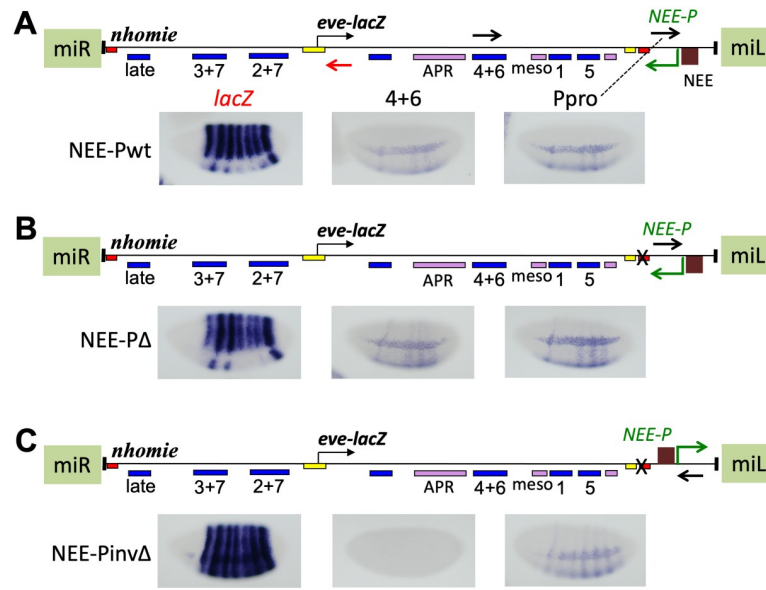 A
NEE-P
miR
nhomie
eve-lacZ
miL
late
3+7
2+7
APR
4+6
meso
1
5
NEE
lacZ
4+6
Ppro
NEE-Pwt
B
NEE-P
miR
nhomie
eve-lacZ
miL
late
3+7
2+7
APR
4+6
meso
1
5
NEE-PΔ
C
NEE-P
miR
nhomie
eve-lacZ
miL
late
3+7
2+7
APR
4+6
meso
1
5
NEE-PinvΔ